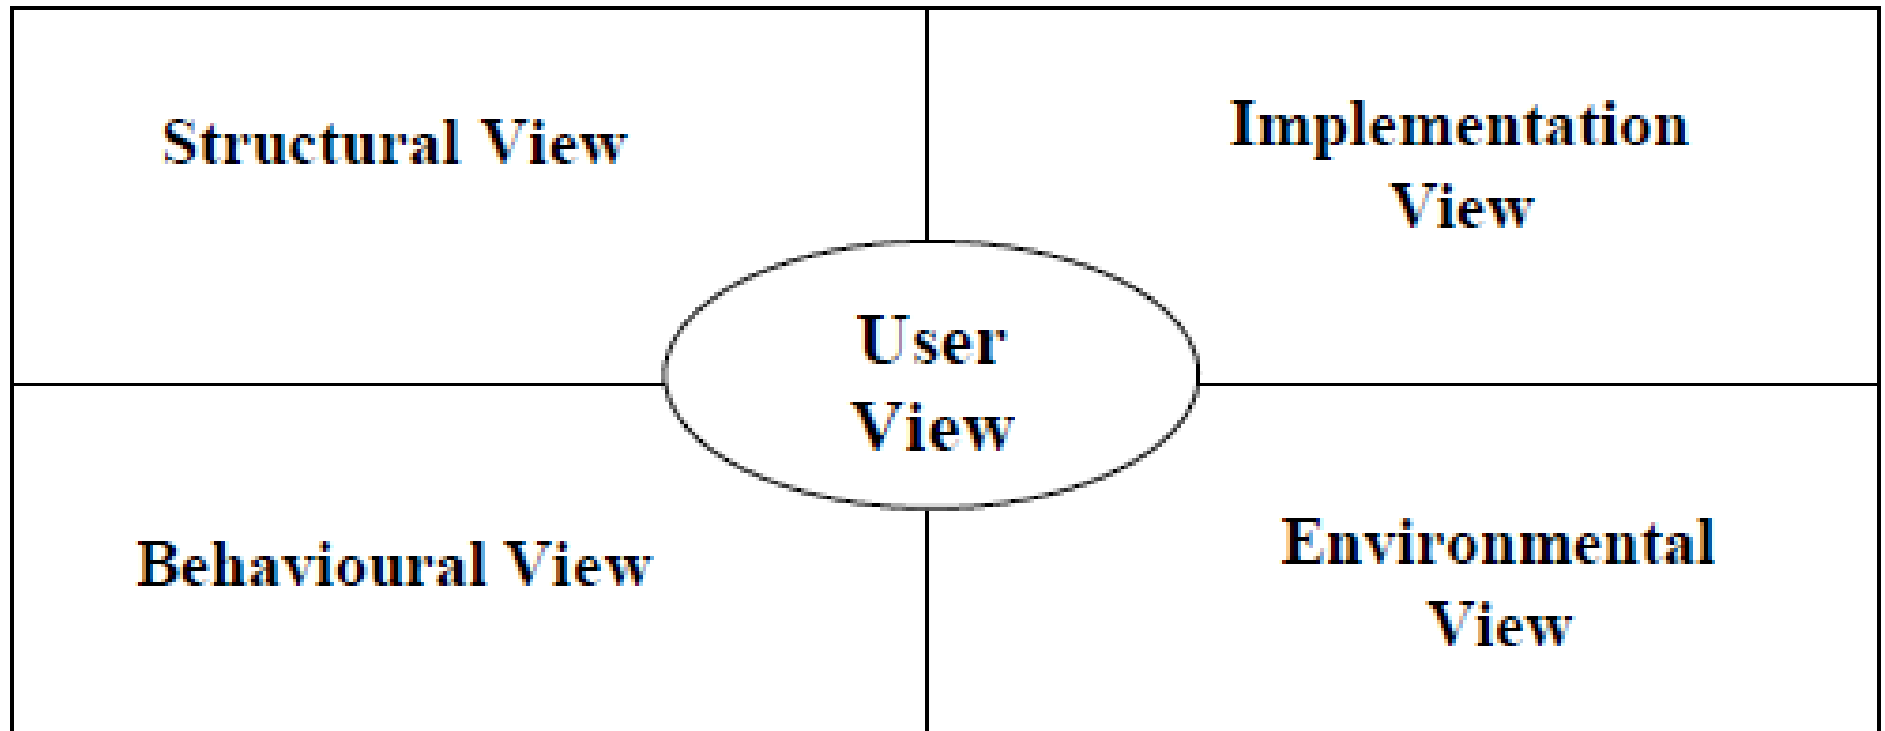 Structural View
Implementation
View
User
View
Behavioural View
Environmental
View